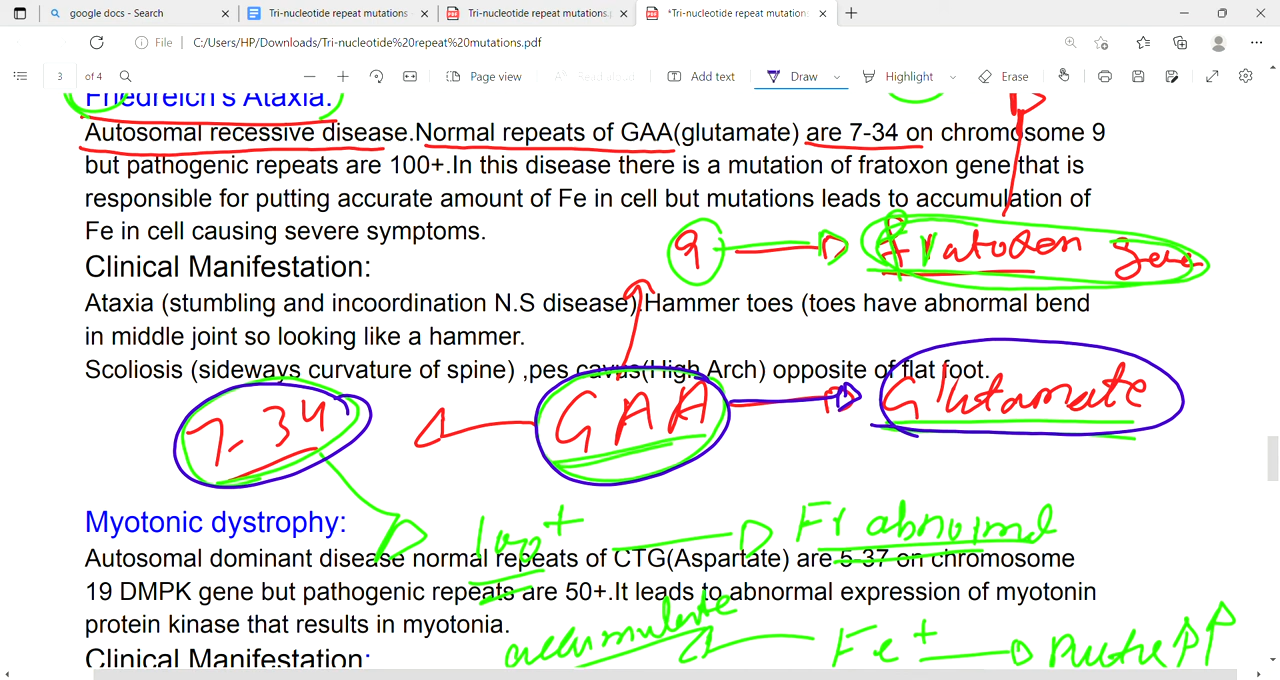 google docs - Search
Tri-nucleotide repeat mutations
Tri-nucleotide repeat mutations.
*Tri-nucleotide repeat mutations
File C:/Users/HP/Downloads/Tri-nucleotide%20repeat%20mutations.pdf
3 of 4 Page view Read aloud Add text Draw Highlight Erase
Friedreich's Ataxia:
Autosomal recessive disease.Normal repeats of GAA(glutamate) are 7-34 on chromosome 9
but pathogenic repeats are 100+.In this disease there is a mutation of fratoxon gene that is
responsible for putting accurate amount of Fe in cell but mutations leads to accumulation of
Fe in cell causing severe symptoms.
9 fratoxon gene
Clinical Manifestation:
Ataxia (stumbling and incoordination N.S disease).Hammer toes (toes have abnormal bend
in middle joint so looking like a hammer.
Scoliosis (sideways curvature of spine) ,pes cavus(High Arch) opposite of flat foot.
7-34 GAA Glutamate
100+ Fr abnormal
Myotonic dystrophy:
Autosomal dominant disease normal repeats of CTG(Aspartate) are 5-37 on chromosome
19 DMPK gene but pathogenic repeats are 50+.It leads to abnormal expression of myotonin
protein kinase that results in myotonia.
accumulate Fe+
Clinical Manifestation: